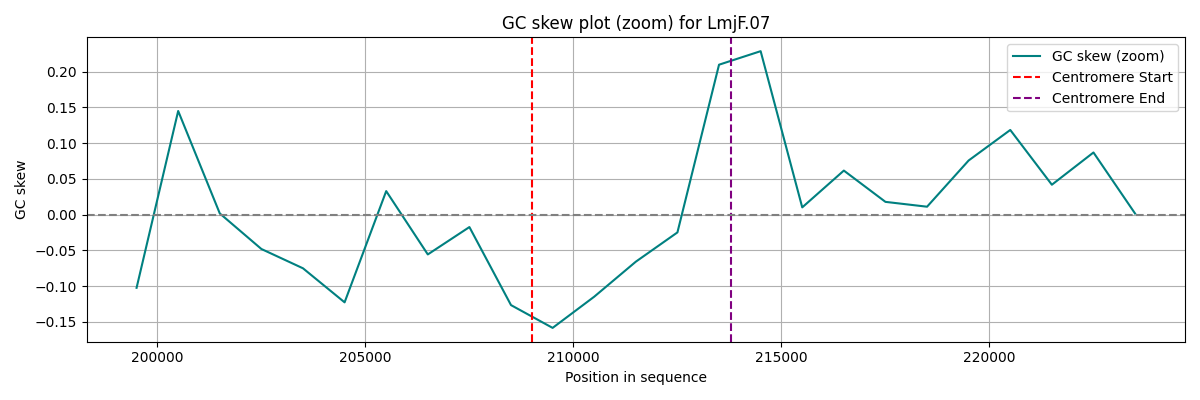 GC skew plot (zoom) for LmjF.07
GC skew (zoom)
Centromere Start
Centromere End
GC skew
0.20
0.15
0.10
0.05
0.00
−0.05
−0.10
−0.15
200000 205000 210000 215000 220000
Position in sequence